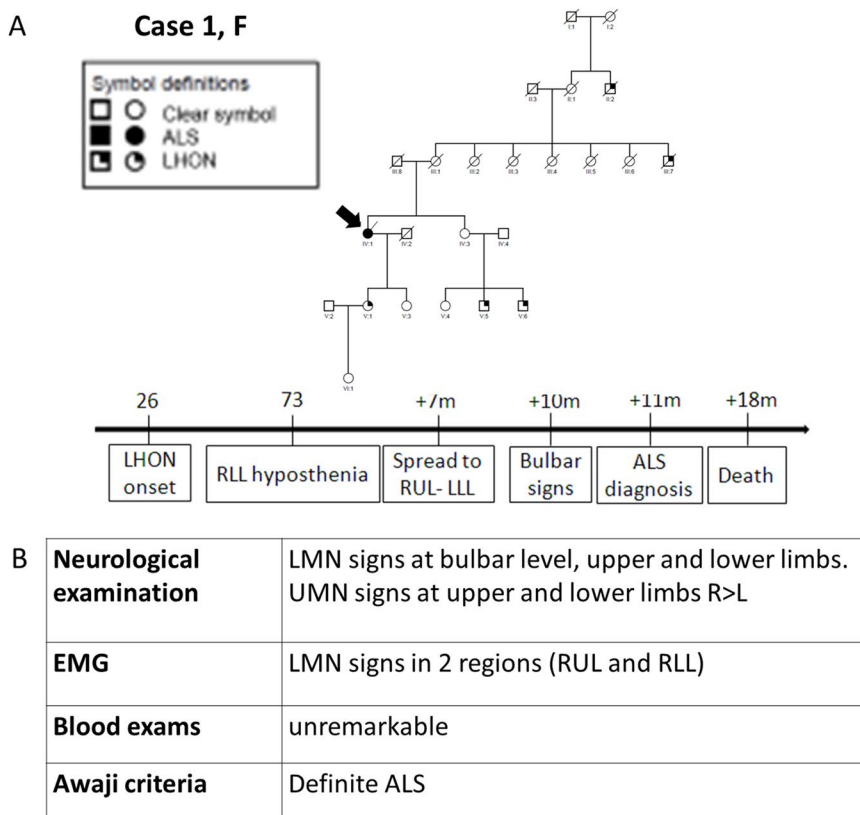 A
Case 1, F
Symbol definitions
Clear symbol
ALS
LHON
I:1 I:2
II:3 II:1 II:2
III:8 III:1 III:2 III:3 III:4 III:5 III:6 III:7
IV:1 IV:2 IV:3 IV:4
V:2 V:1 V:3 V:4 V:5 V:6
VI:1
26 73 +7m +10m +11m +18m
LHON onset
RLL hyposthenia
Spread to RUL- LLL
Bulbar signs
ALS diagnosis
Death
B
Neurological examination
LMN signs at bulbar level, upper and lower limbs.
UMN signs at upper and lower limbs R>L
EMG
LMN signs in 2 regions (RUL and RLL)
Blood exams
unremarkable
Awaji criteria
Definite ALS